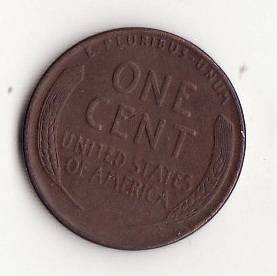 E·PLURIBUS·UNUM
ONE
CENT
UNITED STATES
OF AMERICA